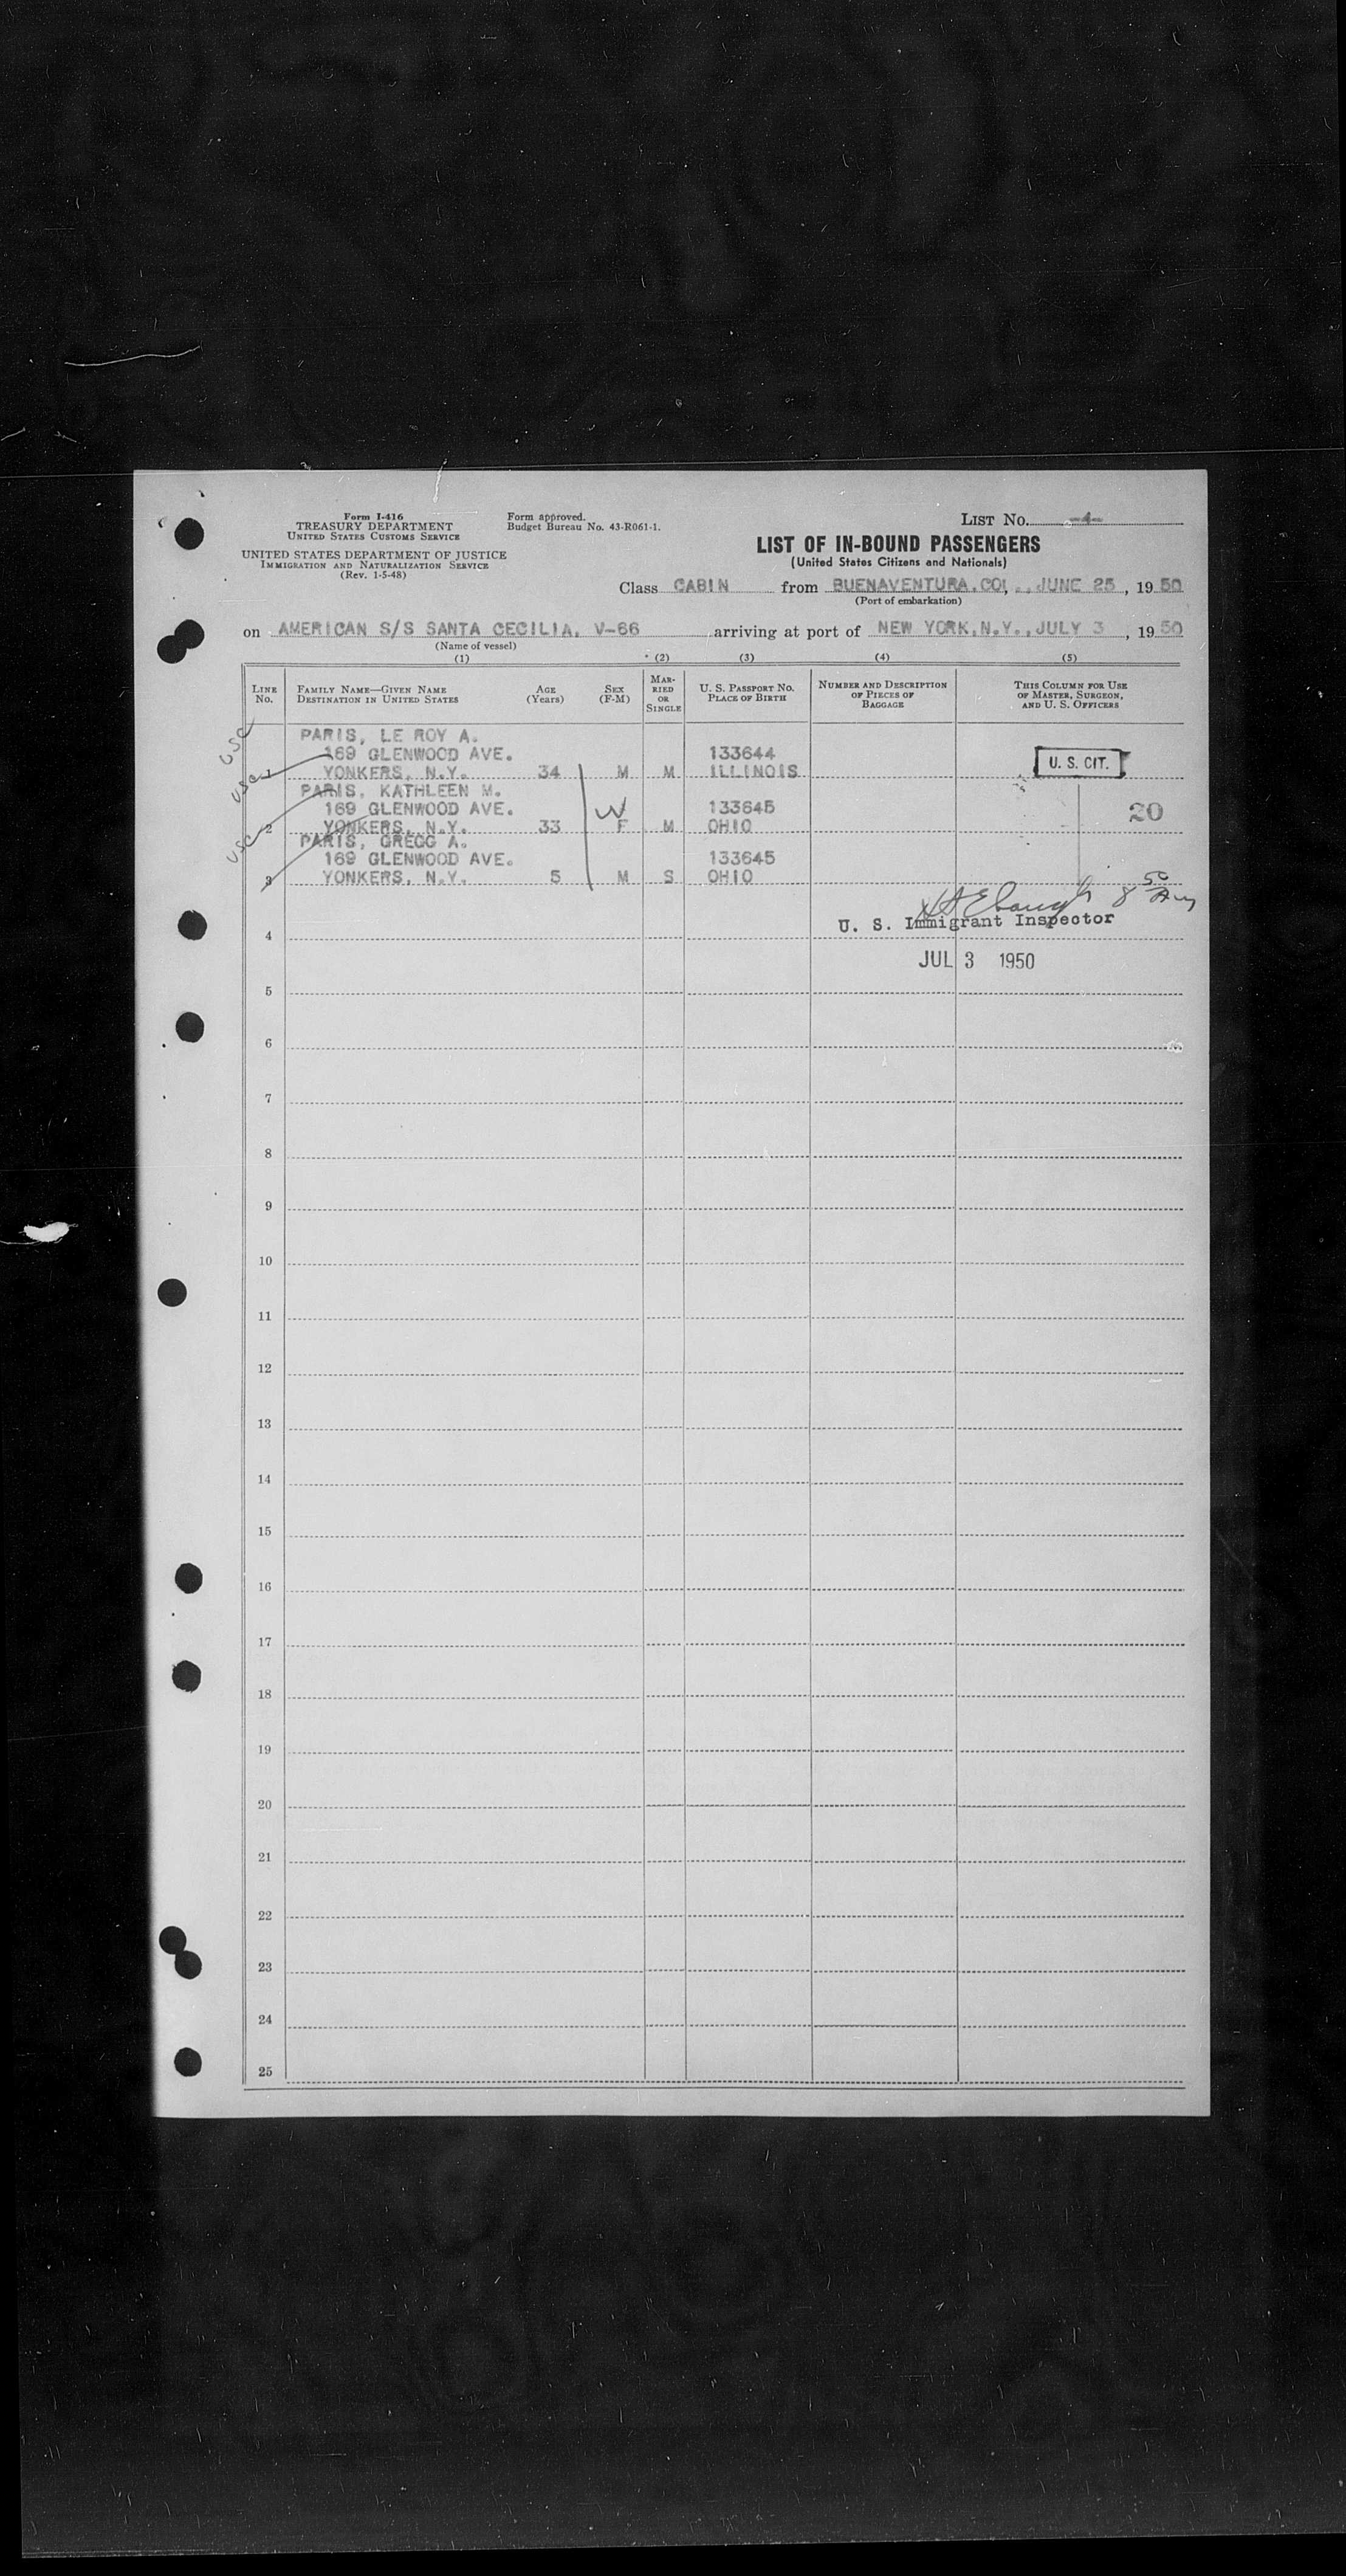 Form I-416
TREASURY DEPARTMENT
UNITED STATES CUSTOMS SERVICE
UNITED STATES DEPARTMENT OF JUSTICE
IMMIGRATION AND NATURALIZATION SERVICE
(Rev. 1-5-48)
Form approved.
Budget Bureau No. 43-R061-1.
LIST No. -4-
LIST OF IN-BOUND PASSENGERS
(United States Citizens and Nationals)
Class CABIN from BUENAVENTURA.COL., JUNE 25, 1950
(Port of embarkation)
on AMERICAN S/S SANTA CECILIA, V-66 arriving at port of NEW YORK,N.Y.,JULY 3, 1950
(Name of vessel)
(1) (2) (3) (4) (5)
LINE No. FAMILY NAME—GIVEN NAME DESTINATION IN UNITED STATES AGE (Years) SEX (F-M) MARRIED OR SINGLE U. S. PASSPORT NO. PLACE OF BIRTH NUMBER AND DESCRIPTION OF PIECES OF BAGGAGE THIS COLUMN FOR USE OF MASTER, SURGEON, AND U. S. OFFICERS
USC
PARIS, LE ROY A.
169 GLENWOOD AVE. 133644
1 YONKERS, N.Y. 34 M M ILLINOIS U. S. CIT.
USC
PARIS, KATHLEEN M.
169 GLENWOOD AVE. W 133645 20
2 YONKERS, N.Y. 33 F M OHIO
USC
PARIS, GREGG A.
169 GLENWOOD AVE. 133645
3 YONKERS, N.Y. 5 M S OHIO
8 50 Am
U. S. Immigrant Inspector
4
JUL 3 1950
5
6
7
8
9
10
11
12
13
14
15
16
17
18
19
20
21
22
23
24
25